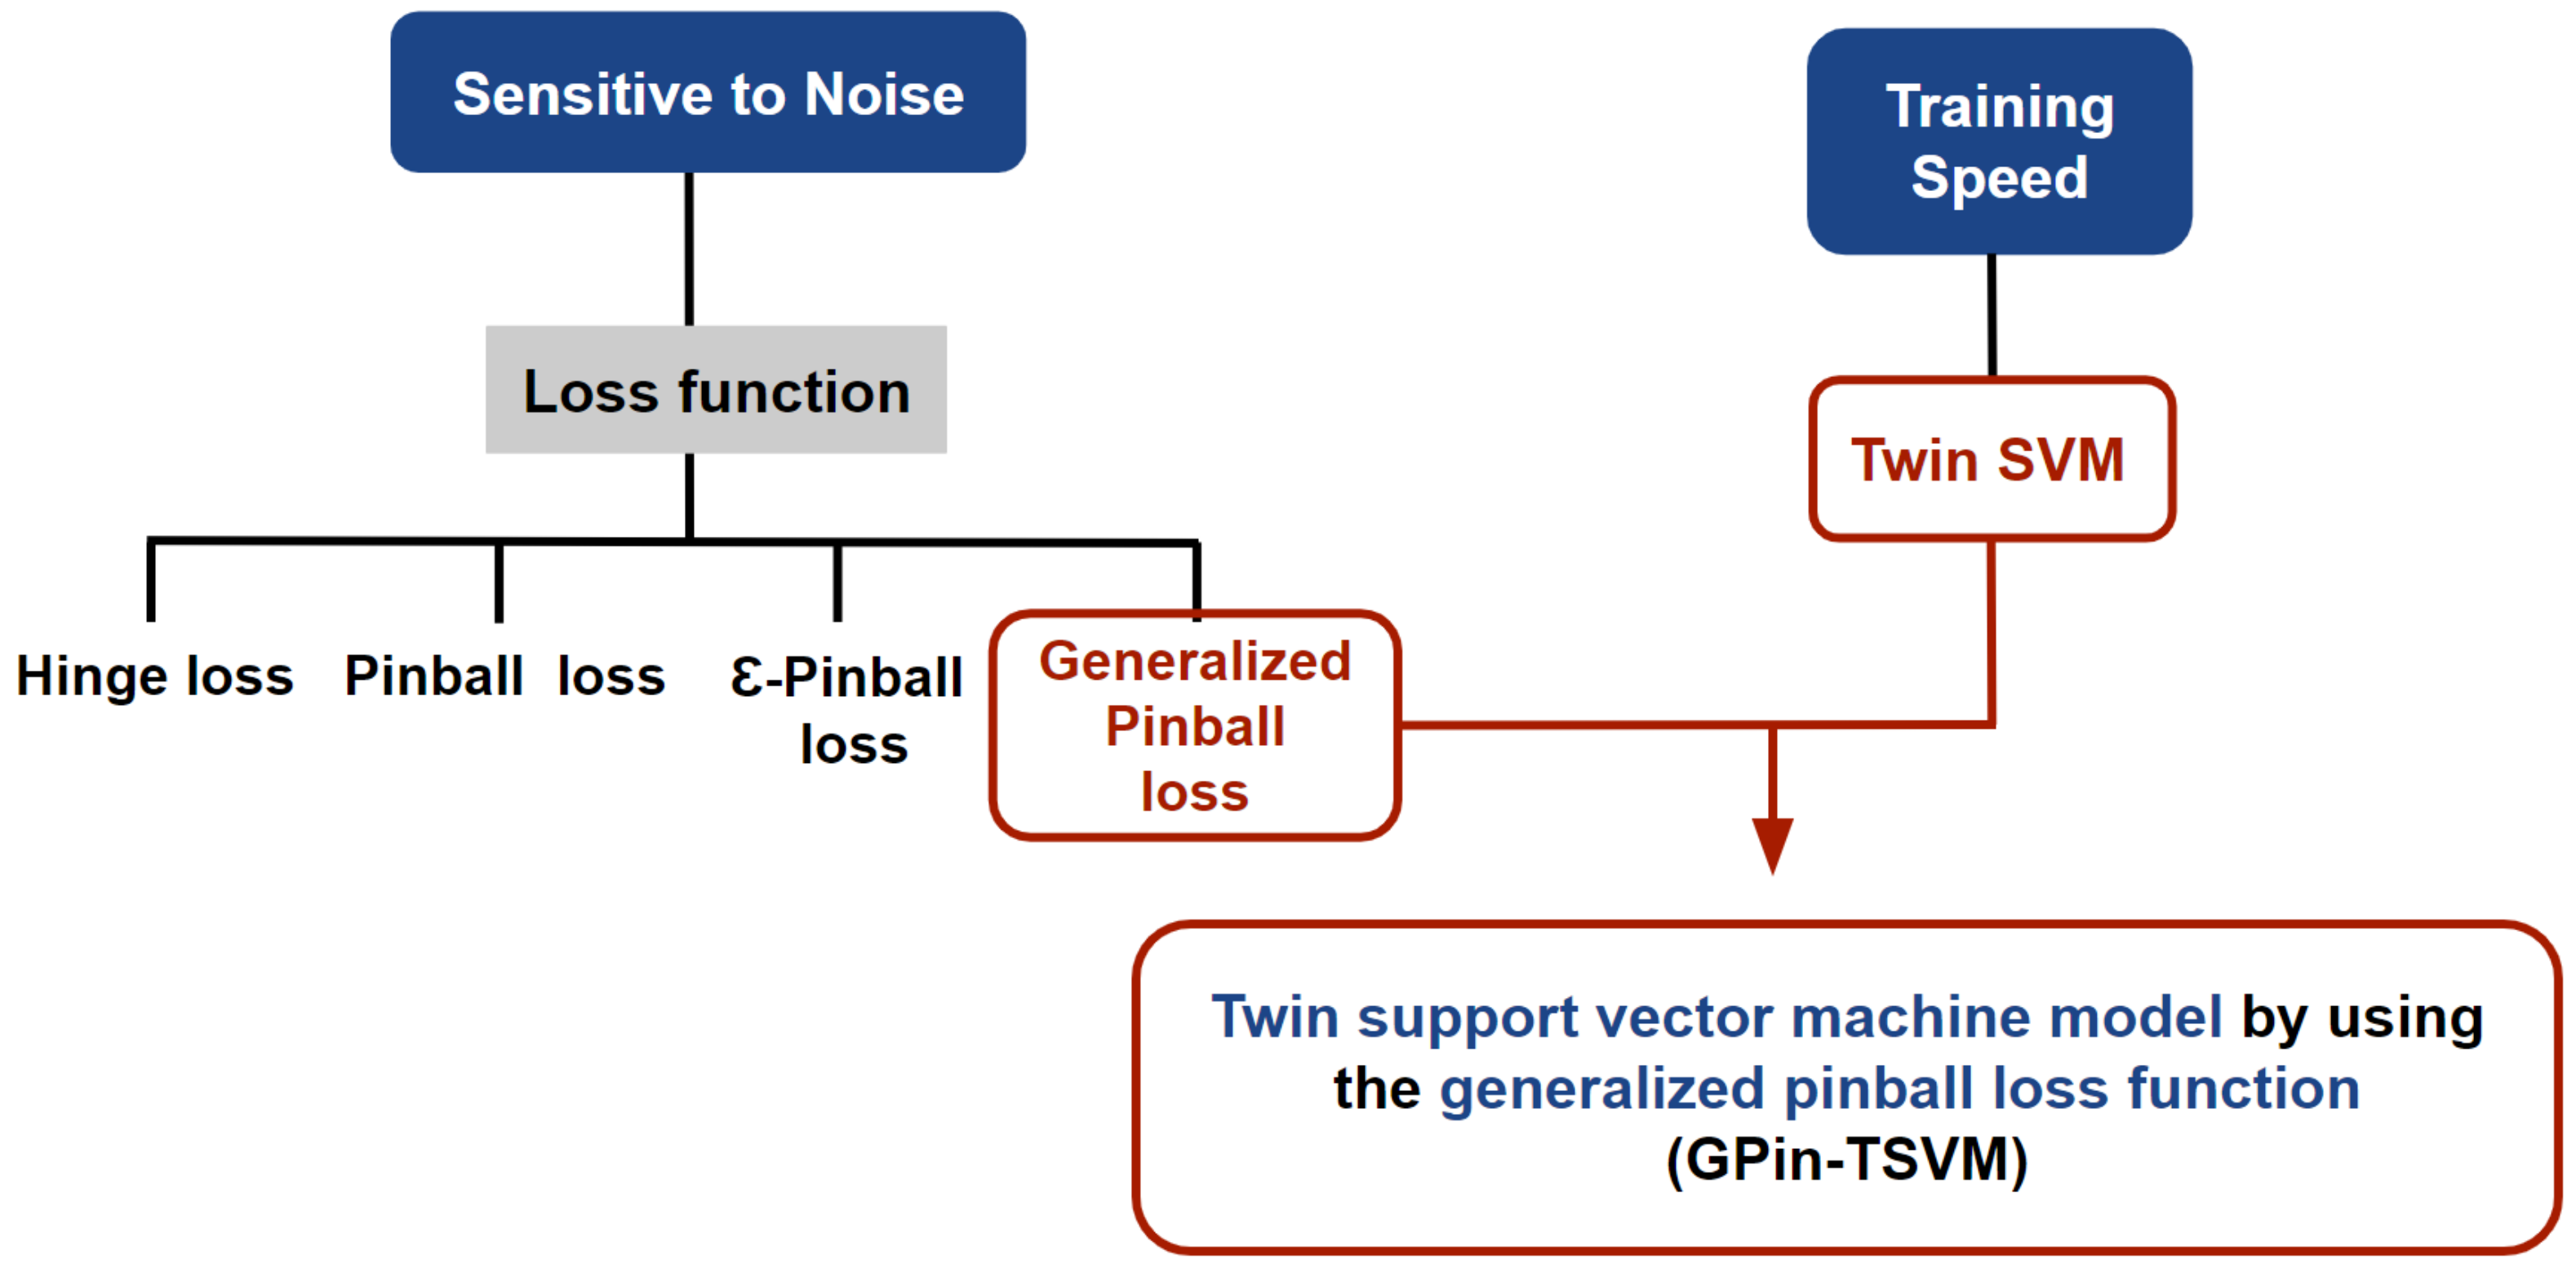 Sensitive to Noise
Training
Speed
Loss function
Twin SVM
Hinge loss
Pinball loss
Ɛ-Pinball
loss
Generalized
Pinball
loss
Twin support vector machine model by using
the generalized pinball loss function
(GPin-TSVM)